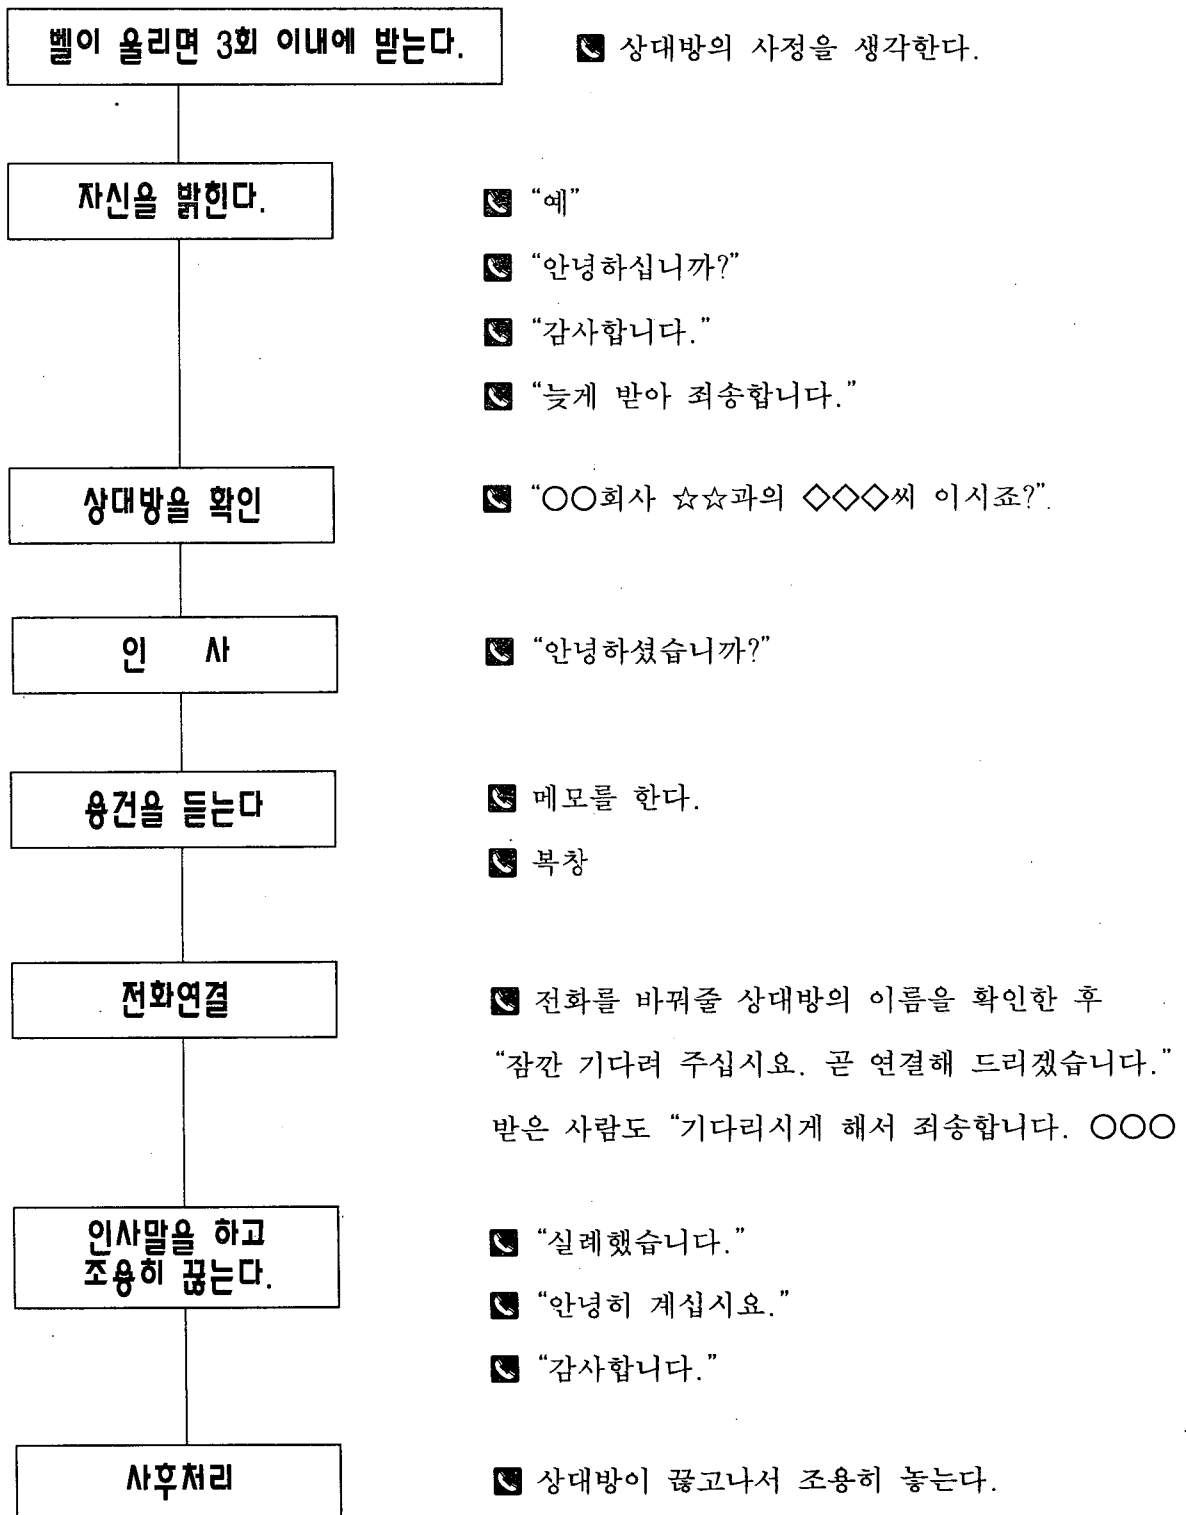 벨이 울리면 3회 이내에 받는다.
상대방의 사정을 생각한다.
자신을 밝힌다.
“예”
“안녕하십니까?”
“감사합니다.”
“늦게 받아 죄송합니다.”
상대방을 확인
“○○회사 ☆☆과의 ◇◇◇씨 이시죠?”
인 사
“안녕하셨습니까?”
용건을 듣는다
메모를 한다.
복창
전화연결
전화를 바꿔줄 상대방의 이름을 확인한 후
“잠깐 기다려 주십시요. 곧 연결해 드리겠습니다.”
받은 사람도 “기다리시게 해서 죄송합니다. ○○○
인사말을 하고
조용히 끊는다.
“실례했습니다.”
“안녕히 계십시요.”
“감사합니다.”
사후처리
상대방이 끊고나서 조용히 놓는다.